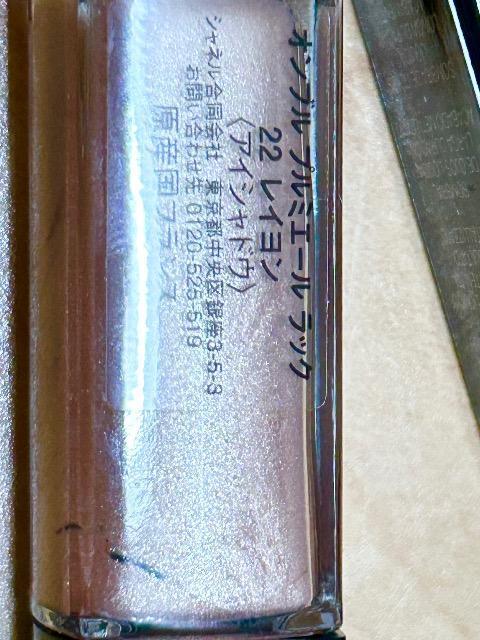 オンブル プルミエール ラック
22 レイヨン
〈アイシャドウ〉
シャネル合同会社 東京都中央区銀座3-5-3
お問い合わせ先 0120-525-519
原産国フランス